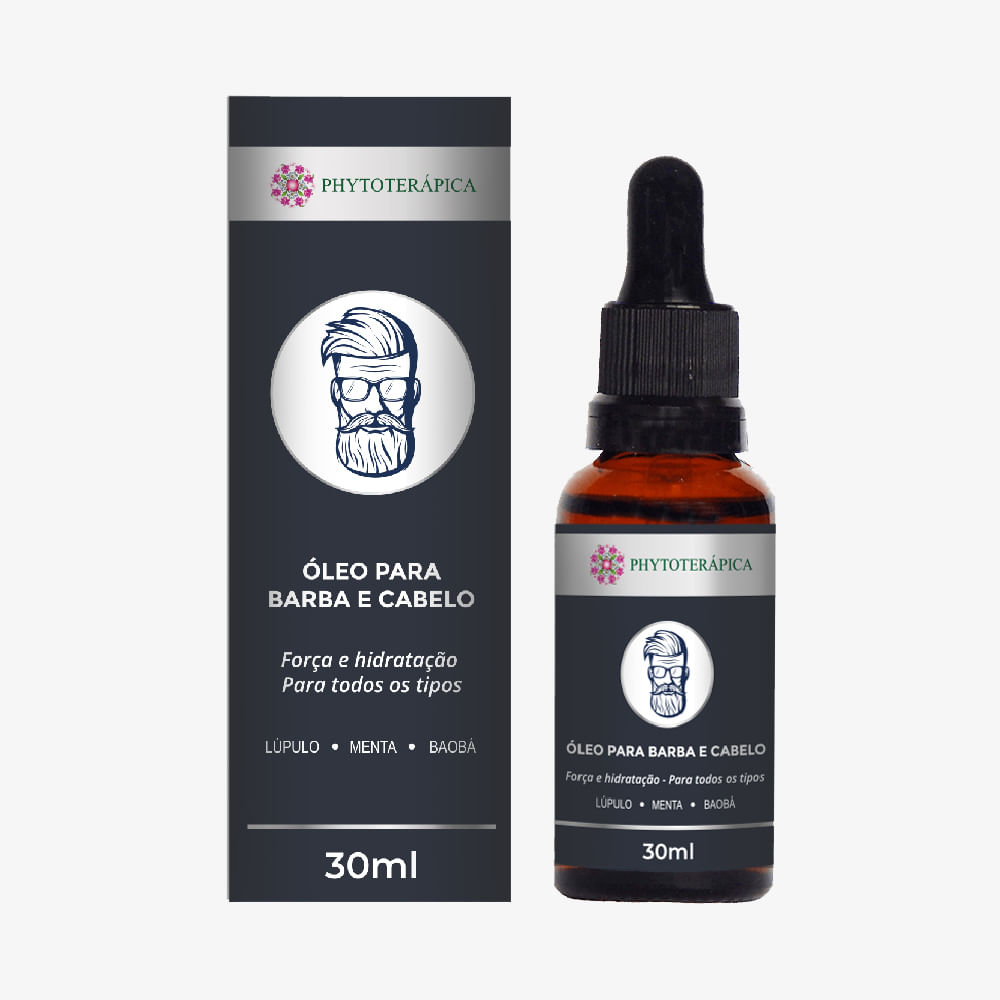 PHYTOTERÁPICA
ÓLEO PARA
BARBA E CABELO
Força e hidratação
Para todos os tipos
LÚPULO • MENTA • BAOBÁ
30ml
PHYTOTERÁPICA
ÓLEO PARA BARBA E CABELO
Força e hidratação - Para todos os tipos
LÚPULO • MENTA • BAOBÁ
30ml